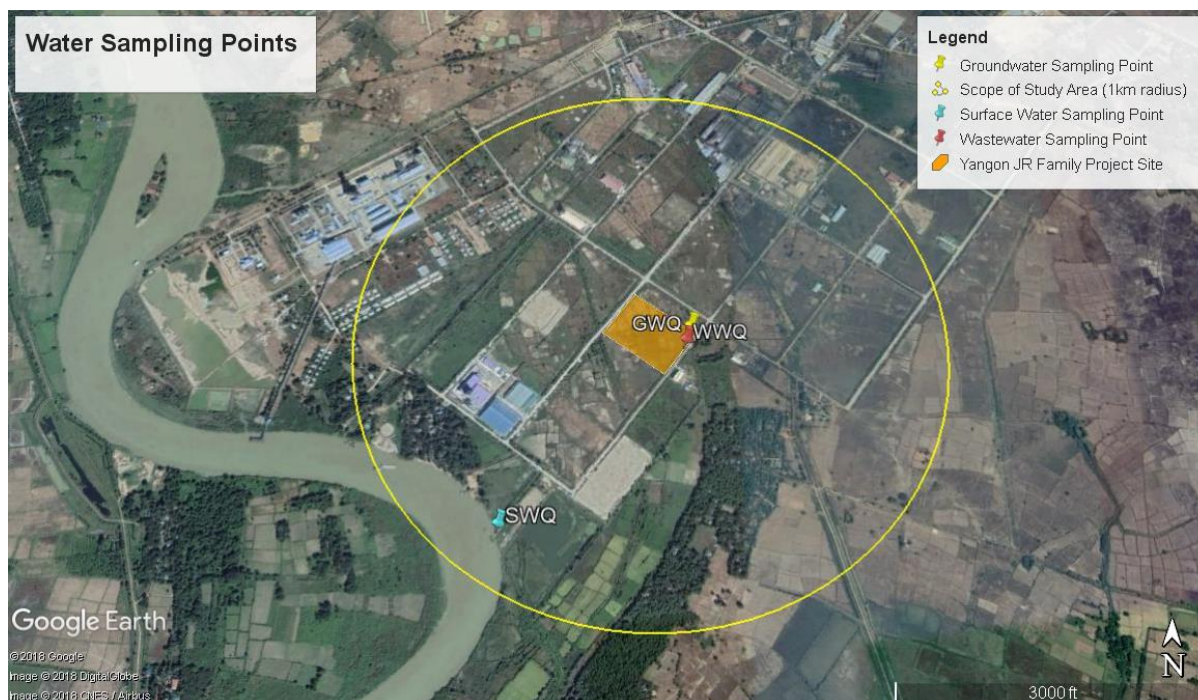 Water Sampling Points
Legend
Groundwater Sampling Point
Scope of Study Area (1km radius)
Surface Water Sampling Point
Wastewater Sampling Point
Yangon JR Family Project Site
GWQ
WWQ
SWQ
Google Earth
©2018 Google
Image © 2018 DigitalGlobe
Image © 2018 CNES / Airbus
N
3000 ft